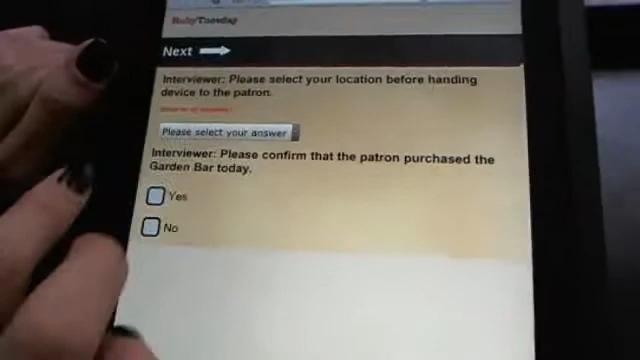 Ruby Tuesday
Next
Interviewer: Please select your location before handing
device to the patron.
Please select your answer
Interviewer: Please confirm that the patron purchased the
Garden Bar today.
Yes
No